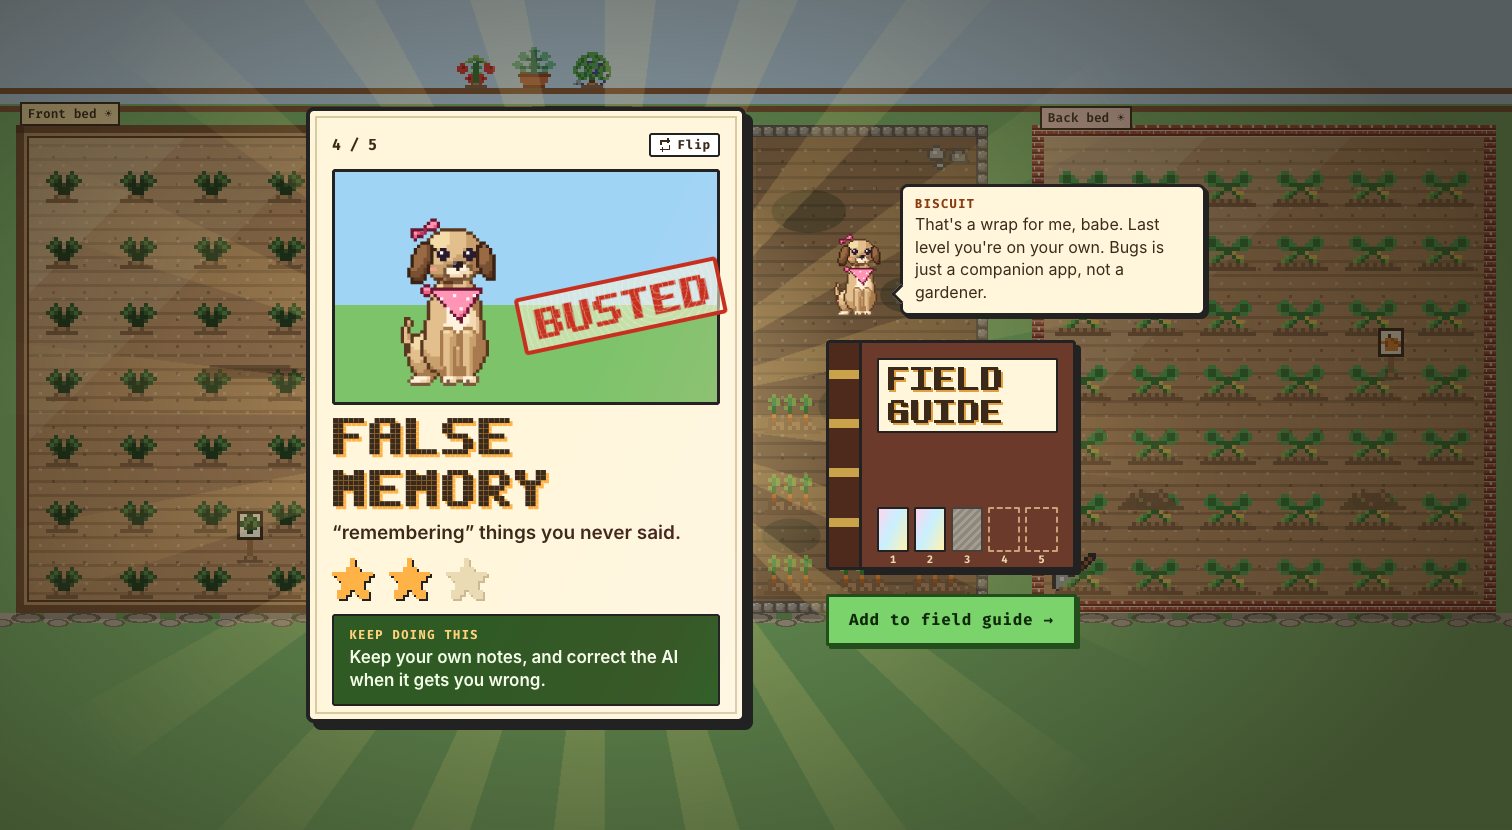 Front bed ☀
4 / 5
Flip
BUSTED
FALSE
MEMORY
“remembering” things you never said.
KEEP DOING THIS
Keep your own notes, and correct the AI
when it gets you wrong.
Back bed ☀
BISCUIT
That's a wrap for me, babe. Last
level you're on your own. Bugs is
just a companion app, not a
gardener.
FIELD
GUIDE
1 2 3 4 5
Add to field guide →